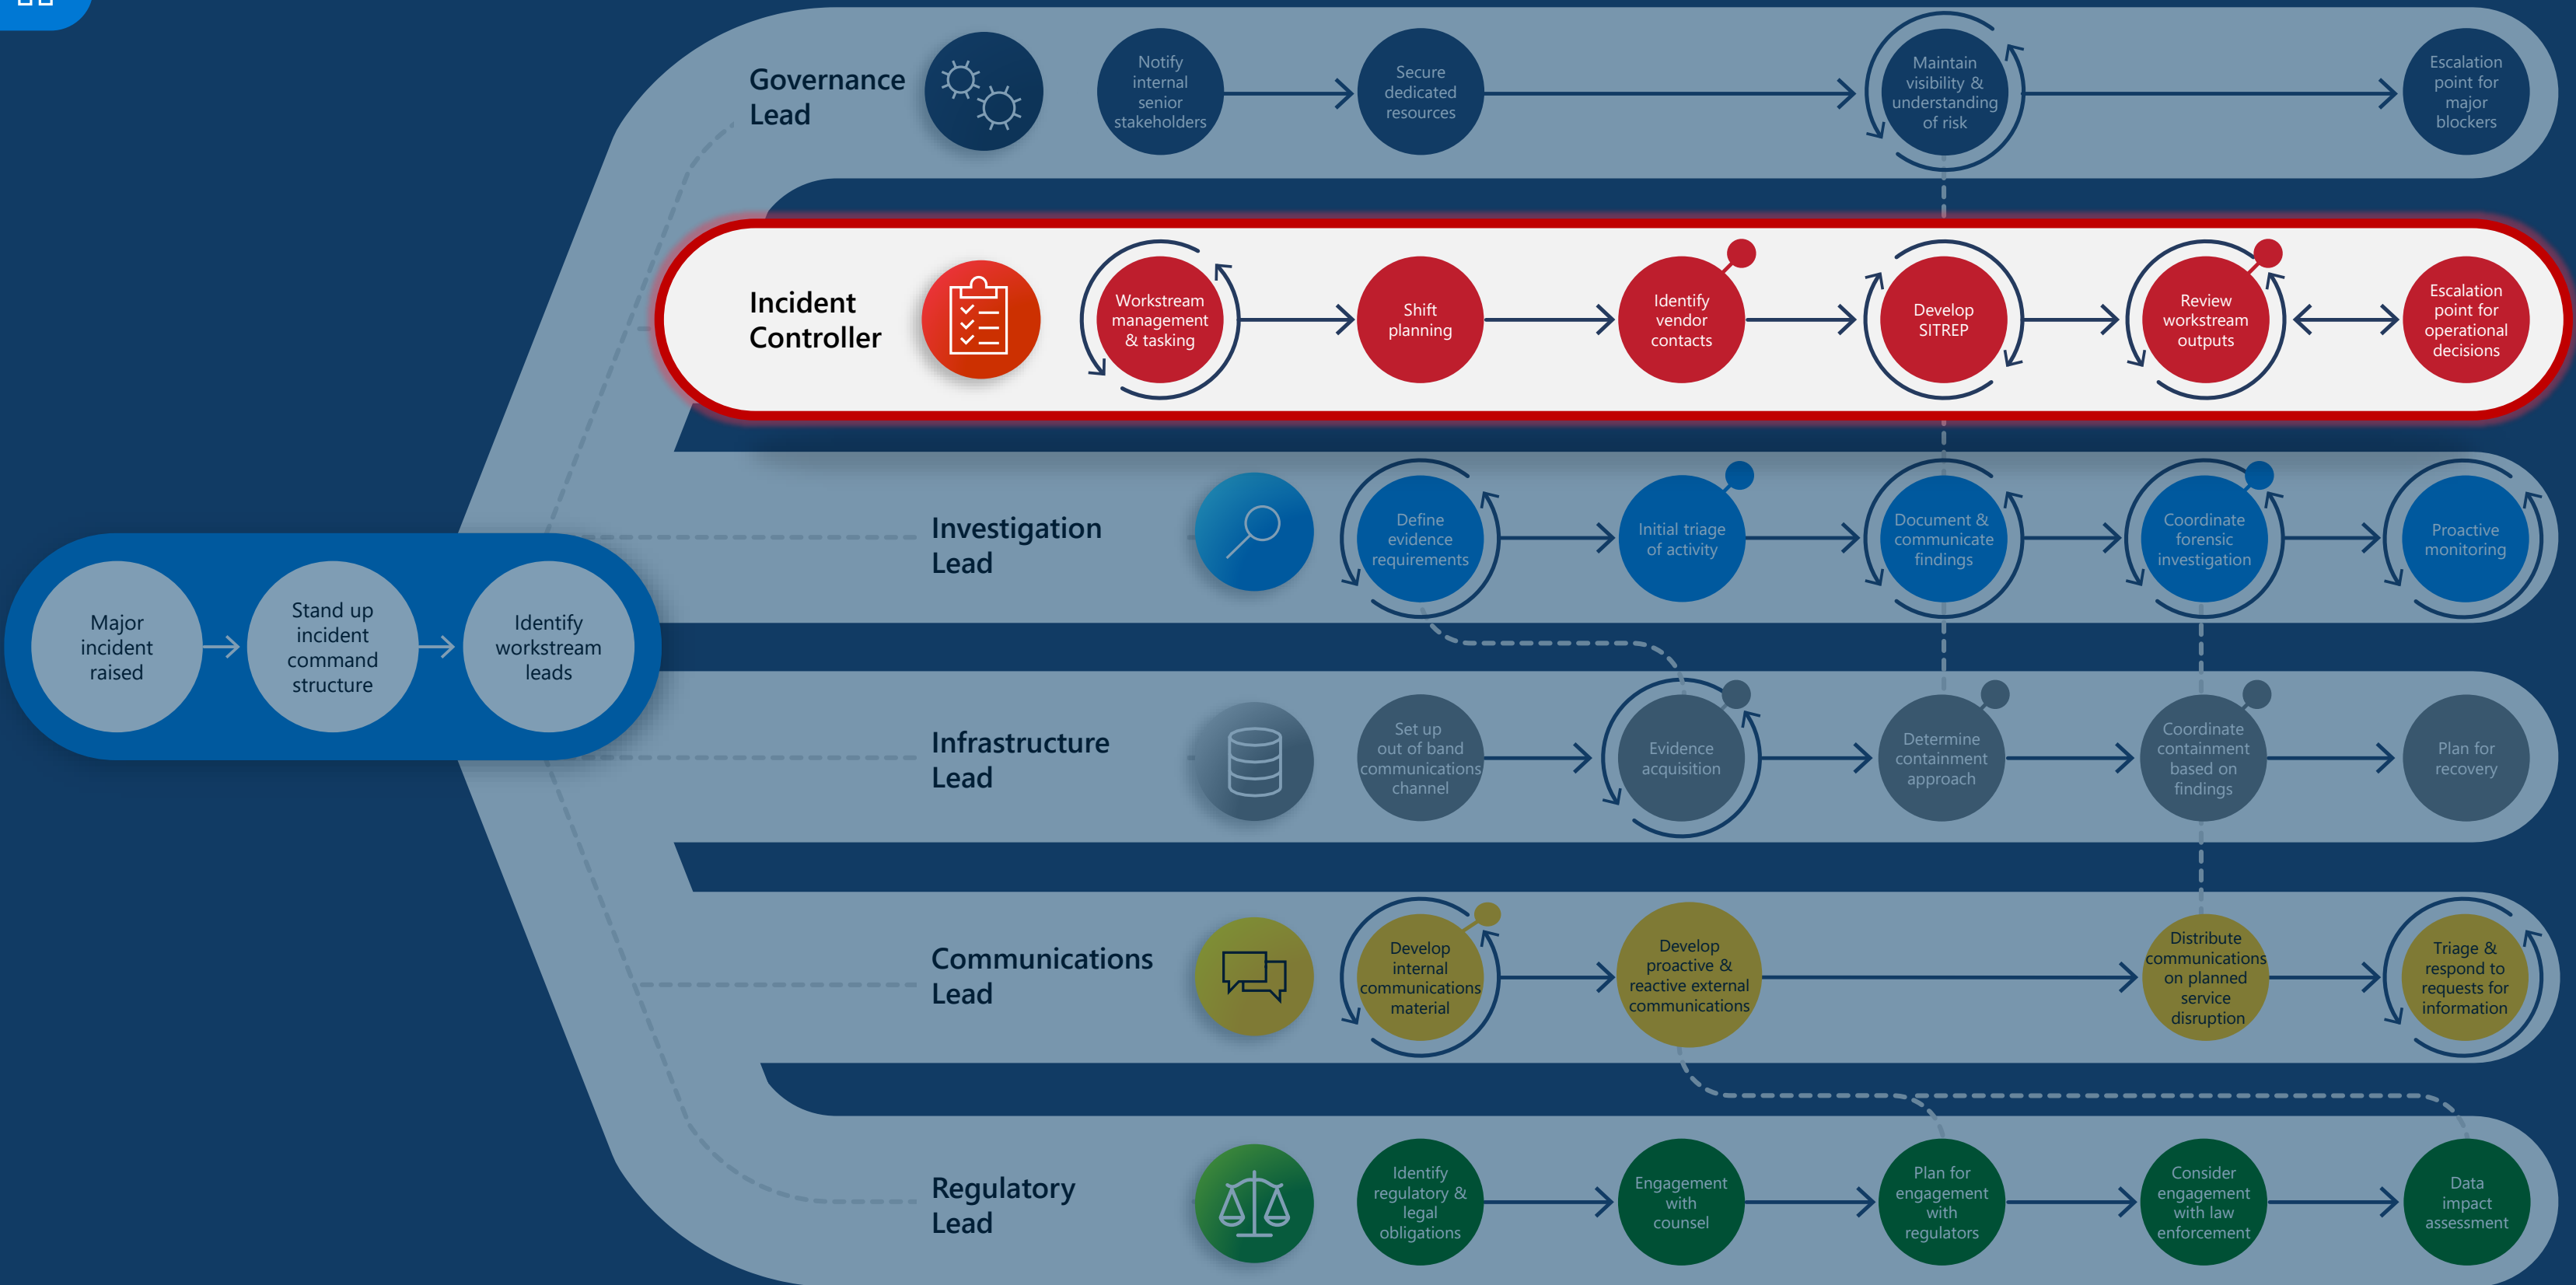 Governance
Lead
Notify
internal
senior
stakeholders
Secure
dedicated
resources
Maintain
visibility &
understanding
of risk
Escalation
point for
major
blockers
Incident
Controller
Workstream
management
& tasking
Shift
planning
Identify
vendor
contacts
Develop
SITREP
Review
workstream
outputs
Escalation
point for
operational
decisions
Major
incident
raised
Stand up
incident
command
structure
Identify
workstream
leads
Investigation
Lead
Define
evidence
requirements
Initial triage
of activity
Document &
communicate
findings
Coordinate
forensic
investigation
Proactive
monitoring
Infrastructure
Lead
Set up
out of band
communications
channel
Evidence
acquisition
Determine
containment
approach
Coordinate
containment
based on
findings
Plan for
recovery
Communications
Lead
Develop
internal
communications
material
Develop
proactive &
reactive external
communications
Distribute
communications
on planned
service
disruption
Triage &
respond to
requests for
information
Regulatory
Lead
Identify
regulatory &
legal
obligations
Engagement
with
counsel
Plan for
engagement
with
regulators
Consider
engagement
with law
enforcement
Data
impact
assessment